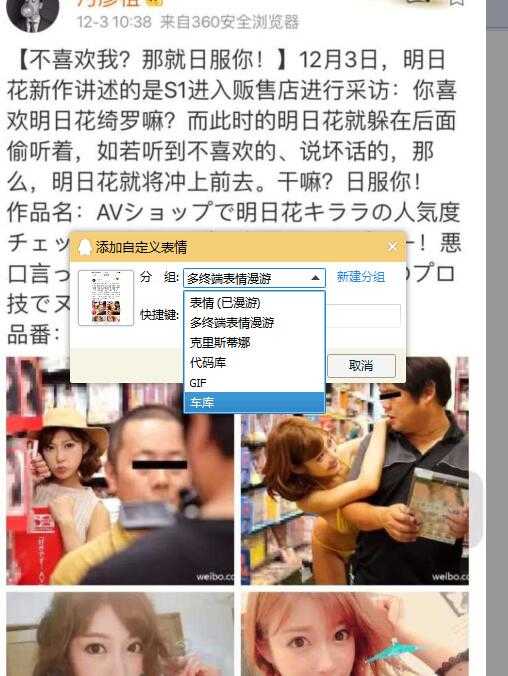 12-3 10:38 来自360安全浏览器
【不喜欢我？那就日服你！】12月3日，明日
花新作讲述的是S1进入贩售店进行采访：你喜
欢明日花绮罗嘛？而此时的明日花就躲在后面
偷听着，如若听到不喜欢的、说坏话的，那
么，明日花就将冲上前去。干嘛？日服你！
作品名：AVショップで明日花キララの人気度
チェッ
ー！悪
口言っ
のプロ
技でヌ
品番：
添加自定义表情
分 组:
多终端表情漫游
新建分组
快捷键:
表情 (已漫游)
多终端表情漫游
克里斯蒂娜
代码库
GIF
车库
取消
weibo.co
weibo.co